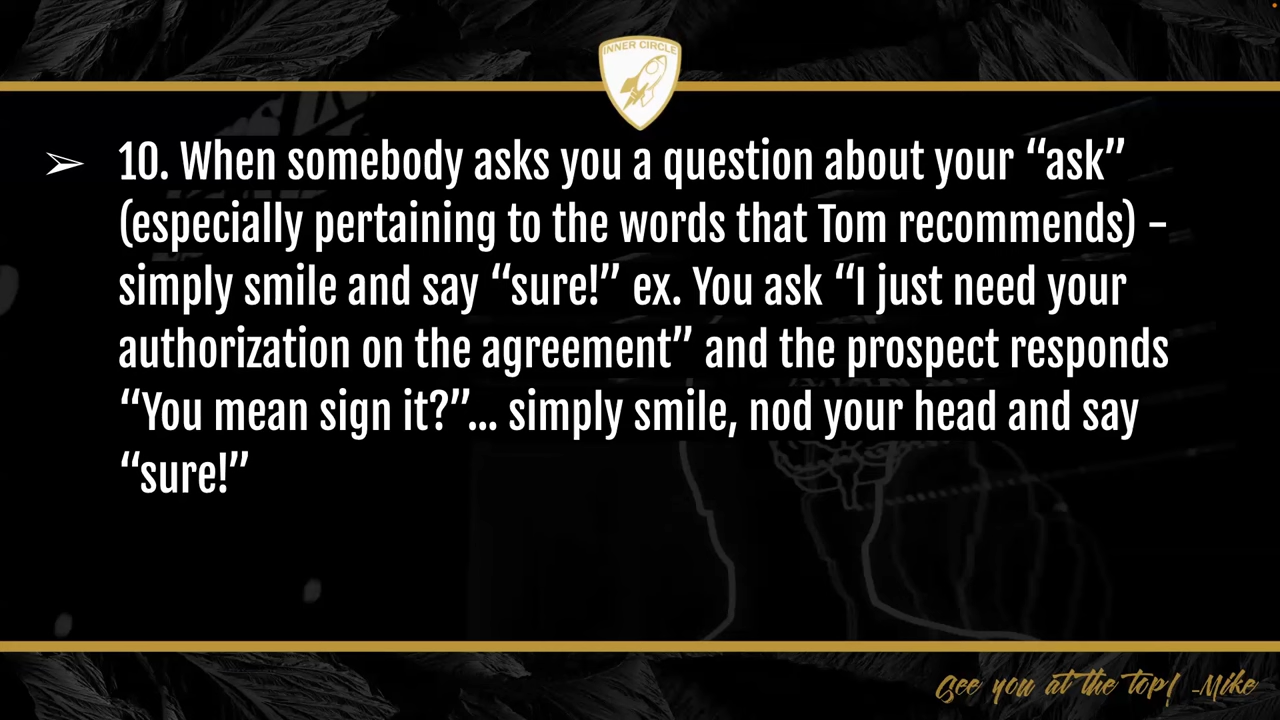 INNER CIRCLE
➢ 10. When somebody asks you a question about your “ask”
(especially pertaining to the words that Tom recommends) –
simply smile and say “sure!” ex. You ask “I just need your
authorization on the agreement” and the prospect responds
“You mean sign it?”... simply smile, nod your head and say
“sure!”
See you at the top! -Mike